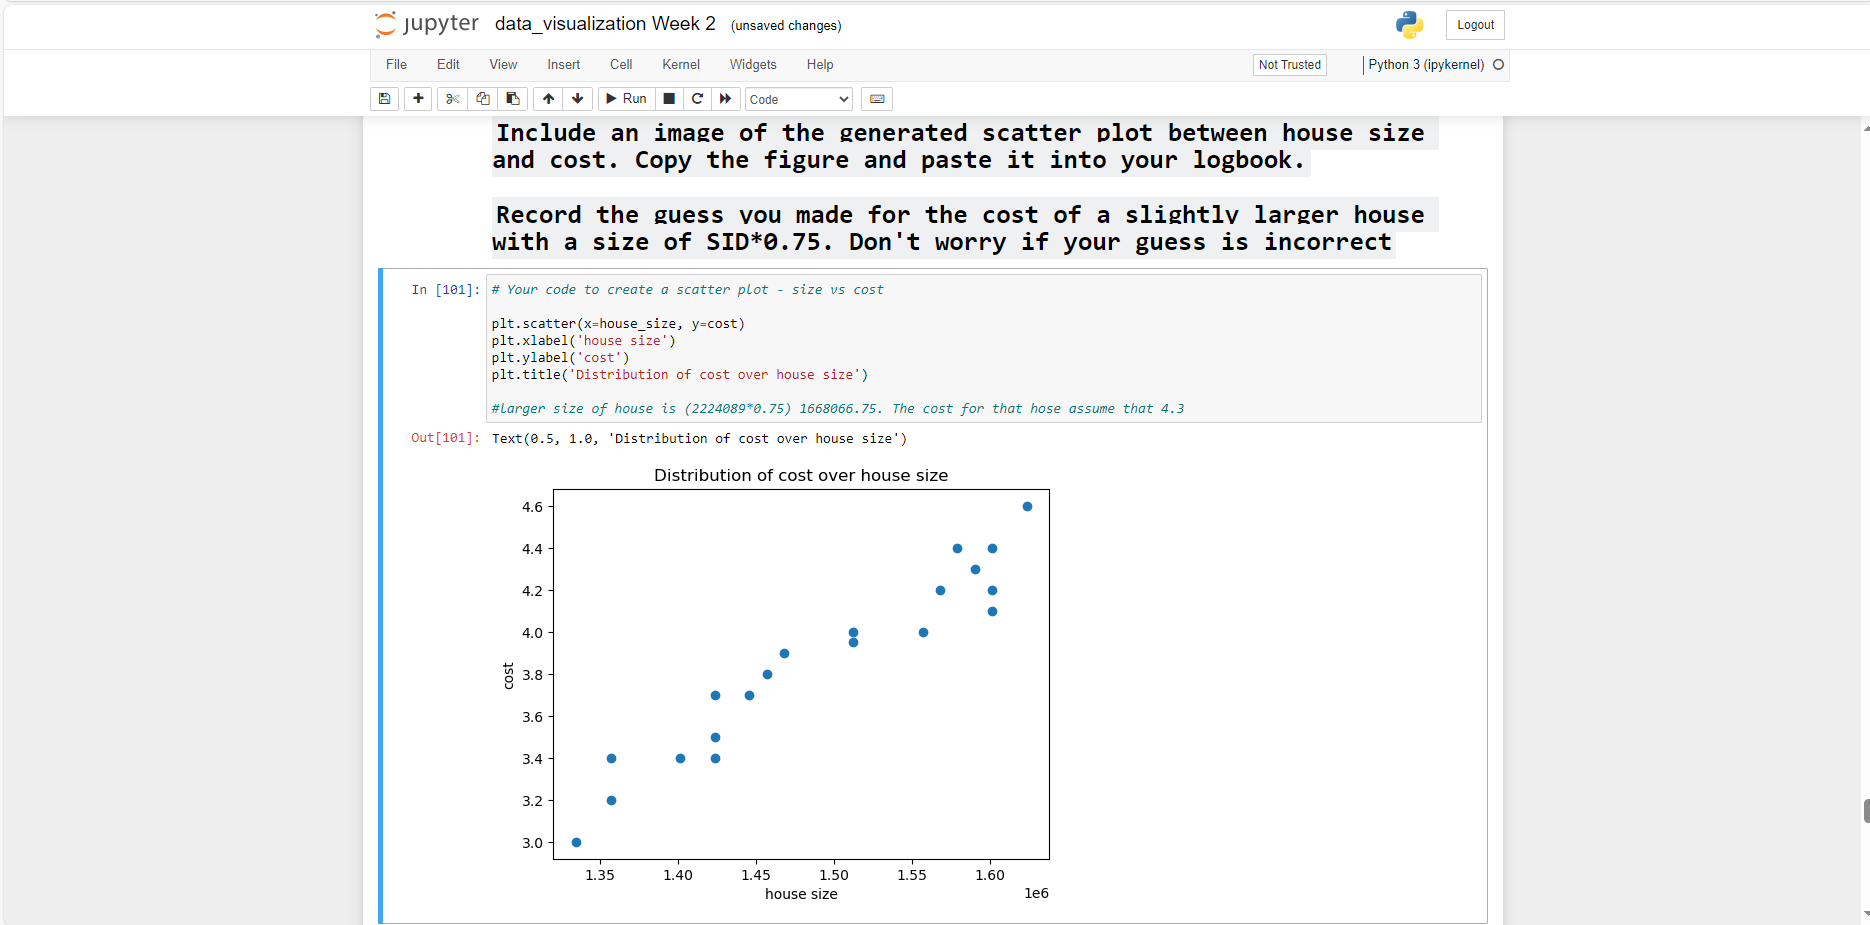 jupyter data_visualization Week 2 (unsaved changes) Logout
File Edit View Insert Cell Kernel Widgets Help Not Trusted Python 3 (ipykernel)
Run Code
Include an image of the generated scatter plot between house size
and cost. Copy the figure and paste it into your logbook.
Record the guess you made for the cost of a slightly larger house
with a size of SID*0.75. Don't worry if your guess is incorrect
In [101]: # Your code to create a scatter plot - size vs cost
plt.scatter(x=house_size, y=cost)
plt.xlabel('house size')
plt.ylabel('cost')
plt.title('Distribution of cost over house size')
#larger size of house is (2224089*0.75) 1668066.75. The cost for that hose assume that 4.3
Out[101]: Text(0.5, 1.0, 'Distribution of cost over house size')
Distribution of cost over house size
4.6
4.4
4.2
4.0
3.8
3.6
3.4
3.2
3.0
cost
1.35 1.40 1.45 1.50 1.55 1.60
house size
1e6